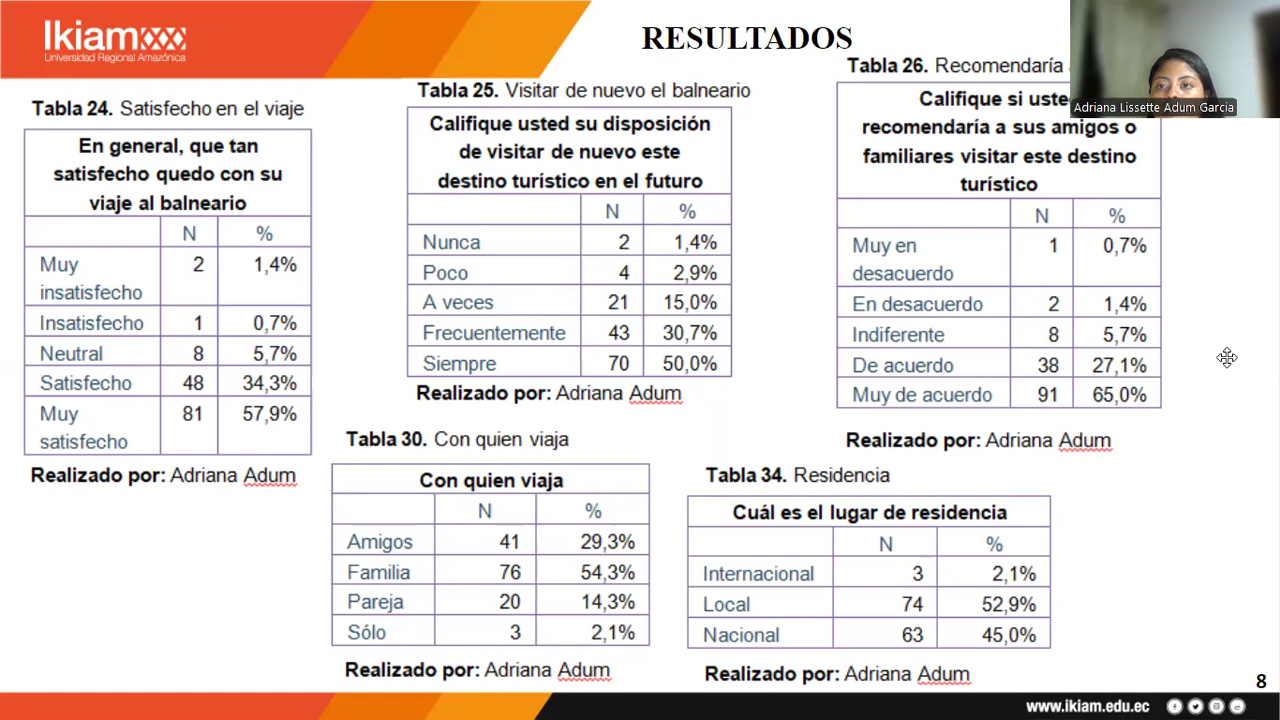 Ikiam
Universidad Regional Amazónica
RESULTADOS
Adriana Lissette Adum Garcia
Tabla 24. Satisfecho en el viaje
En general, que tan
satisfecho quedo con su
viaje al balneario
N %
Muy 2 1,4%
insatisfecho
Insatisfecho 1 0,7%
Neutral 8 5,7%
Satisfecho 48 34,3%
Muy 81 57,9%
satisfecho
Realizado por: Adriana Adum
Tabla 25. Visitar de nuevo el balneario
Califique usted su disposición
de visitar de nuevo este
destino turístico en el futuro
N %
Nunca 2 1,4%
Poco 4 2,9%
A veces 21 15,0%
Frecuentemente 43 30,7%
Siempre 70 50,0%
Realizado por: Adriana Adum
Tabla 26. Recomendaría
Califique si
recomendaría a sus amigos o
familiares visitar este destino
turístico
N %
Muy en 1 0,7%
desacuerdo
En desacuerdo 2 1,4%
Indiferente 8 5,7%
De acuerdo 38 27,1%
Muy de acuerdo 91 65,0%
Realizado por: Adriana Adum
Tabla 30. Con quien viaja
Con quien viaja
N %
Amigos 41 29,3%
Familia 76 54,3%
Pareja 20 14,3%
Sólo 3 2,1%
Realizado por: Adriana Adum
Tabla 34. Residencia
Cuál es el lugar de residencia
N %
Internacional 3 2,1%
Local 74 52,9%
Nacional 63 45,0%
Realizado por: Adriana Adum
8
www.ikiam.edu.ec